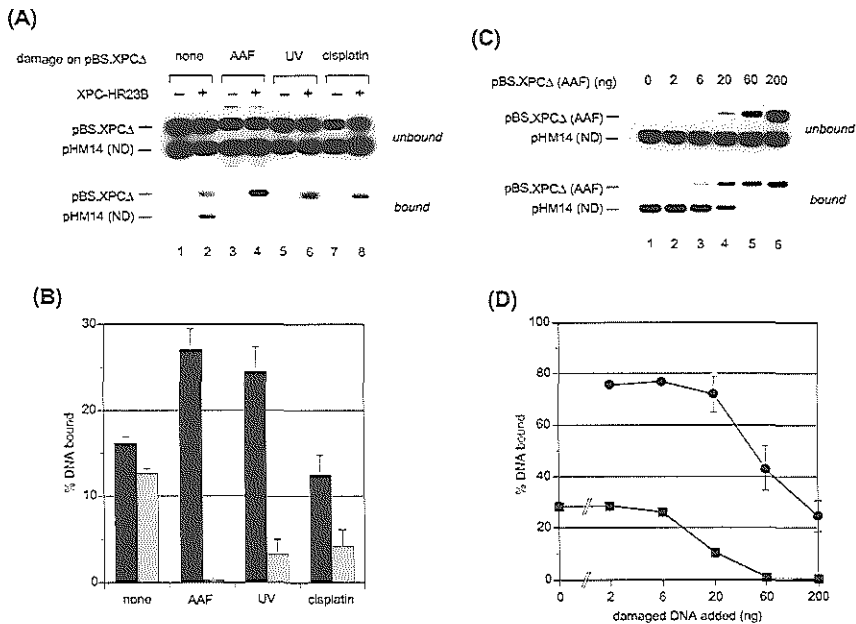 (A)
damage on pBS.XPCΔ none AAF UV cisplatin
XPC-HR23B – + – + – + – +
pBS.XPCΔ
pHM14 (ND)
unbound
pBS.XPCΔ
pHM14 (ND)
bound
1 2 3 4 5 6 7 8
(C)
pBS.XPCΔ (AAF) (ng) 0 2 6 20 60 200
pBS.XPCΔ (AAF)
pHM14 (ND)
unbound
pBS.XPCΔ (AAF)
pHM14 (ND)
bound
1 2 3 4 5 6
(B)
30
20
10
0
% DNA bound
none AAF UV cisplatin
(D)
100
80
60
40
20
0
% DNA bound
0 2 6 20 60 200
damaged DNA added (ng)